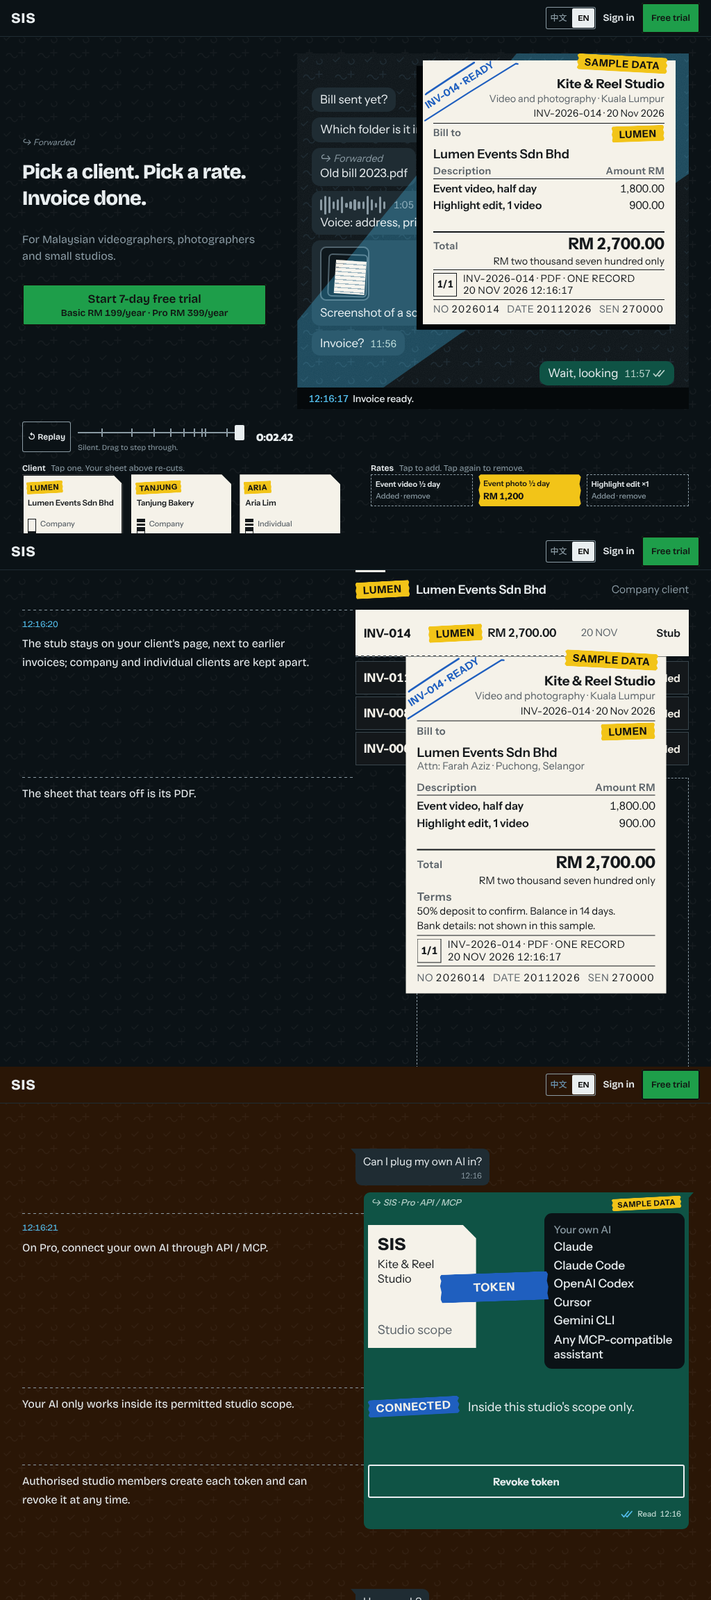 SIS
中文 EN Sign in Free trial
↪ Forwarded
Pick a client. Pick a rate.
Invoice done.
For Malaysian videographers, photographers
and small studios.
Start 7-day free trial
Basic RM 199/year · Pro RM 399/year
Bill sent yet?
Which folder is it i
↪ Forwarded
Old bill 2023.pdf
1:05
Voice: address, pri
Screenshot of a sc
Invoice? 11:56
INV-014 · READY
SAMPLE DATA
Kite & Reel Studio
Video and photography · Kuala Lumpur
INV-2026-014 · 20 Nov 2026
Bill to LUMEN
Lumen Events Sdn Bhd
Description Amount RM
Event video, half day 1,800.00
Highlight edit, 1 video 900.00
Total RM 2,700.00
RM two thousand seven hundred only
1/1 INV-2026-014 · PDF · ONE RECORD
20 NOV 2026 12:16:17
NO 2026014 DATE 20112026 SEN 270000
Wait, looking 11:57
12:16:17 Invoice ready.
Replay
0:02.42
Silent. Drag to step through.
Client Tap one. Your sheet above re-cuts.
LUMEN
Lumen Events Sdn Bhd
Company
TANJUNG
Tanjung Bakery
Company
ARIA
Aria Lim
Individual
Rates Tap to add. Tap again to remove.
Event video ½ day
Added · remove
Event photo ½ day
RM 1,200
Highlight edit ×1
Added · remove
SIS
中文 EN Sign in Free trial
12:16:20
The stub stays on your client's page, next to earlier
invoices; company and individual clients are kept apart.
The sheet that tears off is its PDF.
LUMEN Lumen Events Sdn Bhd Company client
INV-014 LUMEN RM 2,700.00 20 NOV Stub
INV-01
INV-00
INV-00
INV-014 · READY
SAMPLE DATA
Kite & Reel Studio
Video and photography · Kuala Lumpur
INV-2026-014 · 20 Nov 2026
Bill to LUMEN
Lumen Events Sdn Bhd
Attn: Farah Aziz · Puchong, Selangor
Description Amount RM
Event video, half day 1,800.00
Highlight edit, 1 video 900.00
Total RM 2,700.00
RM two thousand seven hundred only
Terms
50% deposit to confirm. Balance in 14 days.
Bank details: not shown in this sample.
1/1 INV-2026-014 · PDF · ONE RECORD
20 NOV 2026 12:16:17
NO 2026014 DATE 20112026 SEN 270000
SIS
中文 EN Sign in Free trial
Can I plug my own AI in?
12:16
12:16:21
On Pro, connect your own AI through API / MCP.
Your AI only works inside its permitted studio scope.
Authorised studio members create each token and can
revoke it at any time.
↪ SIS · Pro · API / MCP
SAMPLE DATA
SIS
Kite & Reel
Studio
Studio scope
TOKEN
Your own AI
Claude
Claude Code
OpenAI Codex
Cursor
Gemini CLI
Any MCP-compatible
assistant
CONNECTED Inside this studio's scope only.
Revoke token
Read 12:16